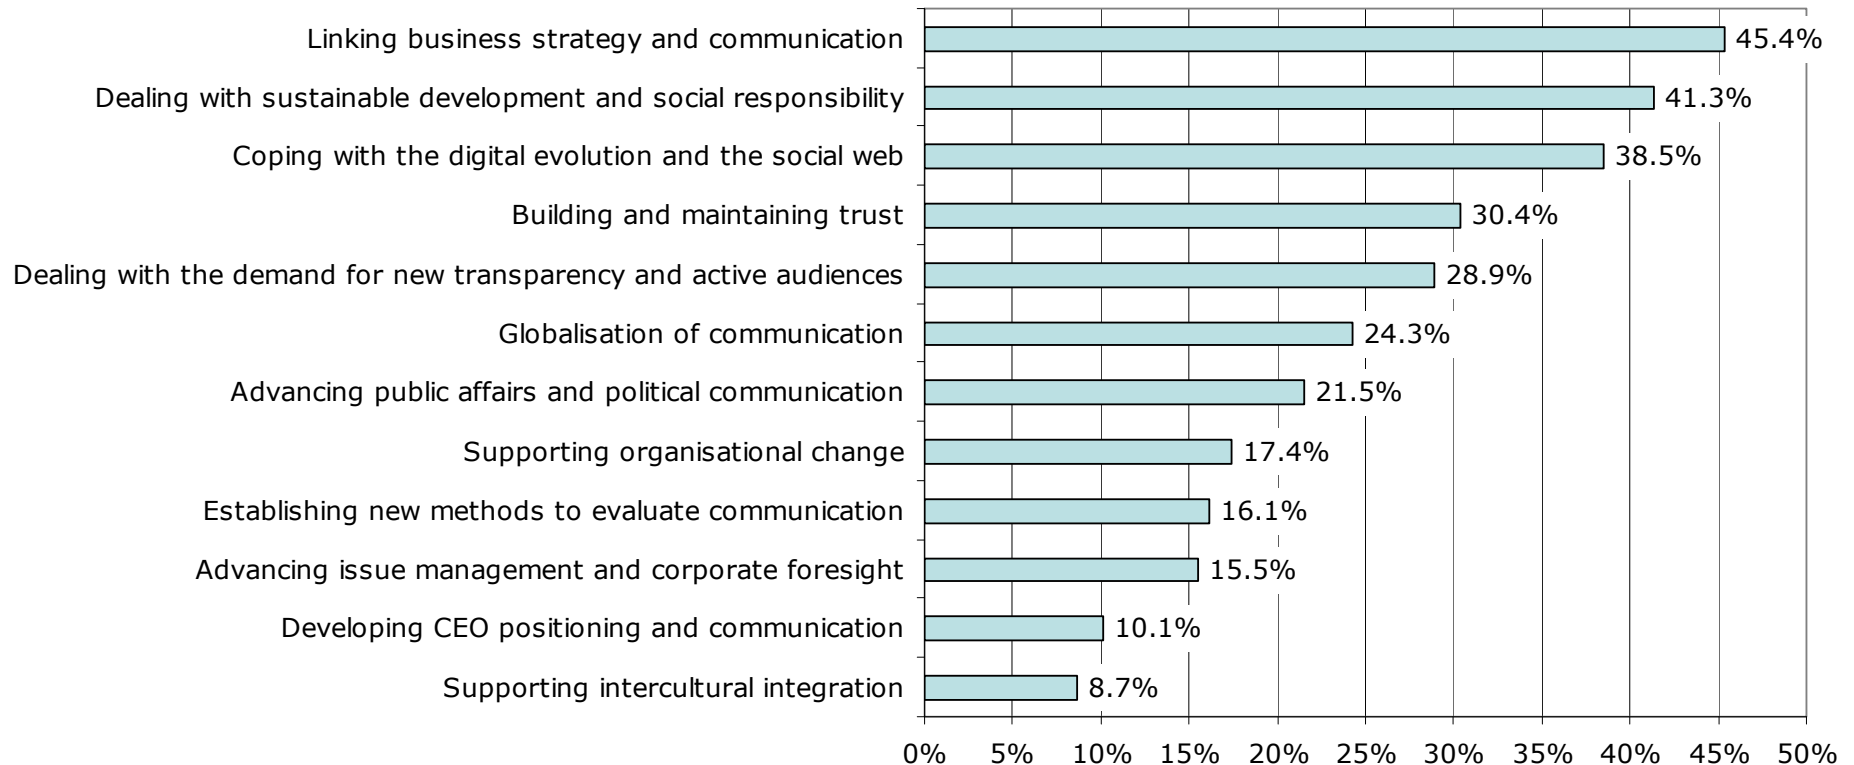 Linking business strategy and communication 45.4%
Dealing with sustainable development and social responsibility 41.3%
Coping with the digital evolution and the social web 38.5%
Building and maintaining trust 30.4%
Dealing with the demand for new transparency and active audiences 28.9%
Globalisation of communication 24.3%
Advancing public affairs and political communication 21.5%
Supporting organisational change 17.4%
Establishing new methods to evaluate communication 16.1%
Advancing issue management and corporate foresight 15.5%
Developing CEO positioning and communication 10.1%
Supporting intercultural integration 8.7%
0% 5% 10% 15% 20% 25% 30% 35% 40% 45% 50%